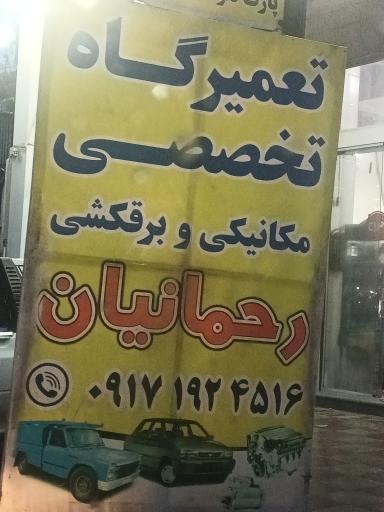 تعمیرگاه
تخصصی
مکانیکی و برقکشی
رحمانیان
۰۹۱۷ ۱۹۲ ۴۵۱۶